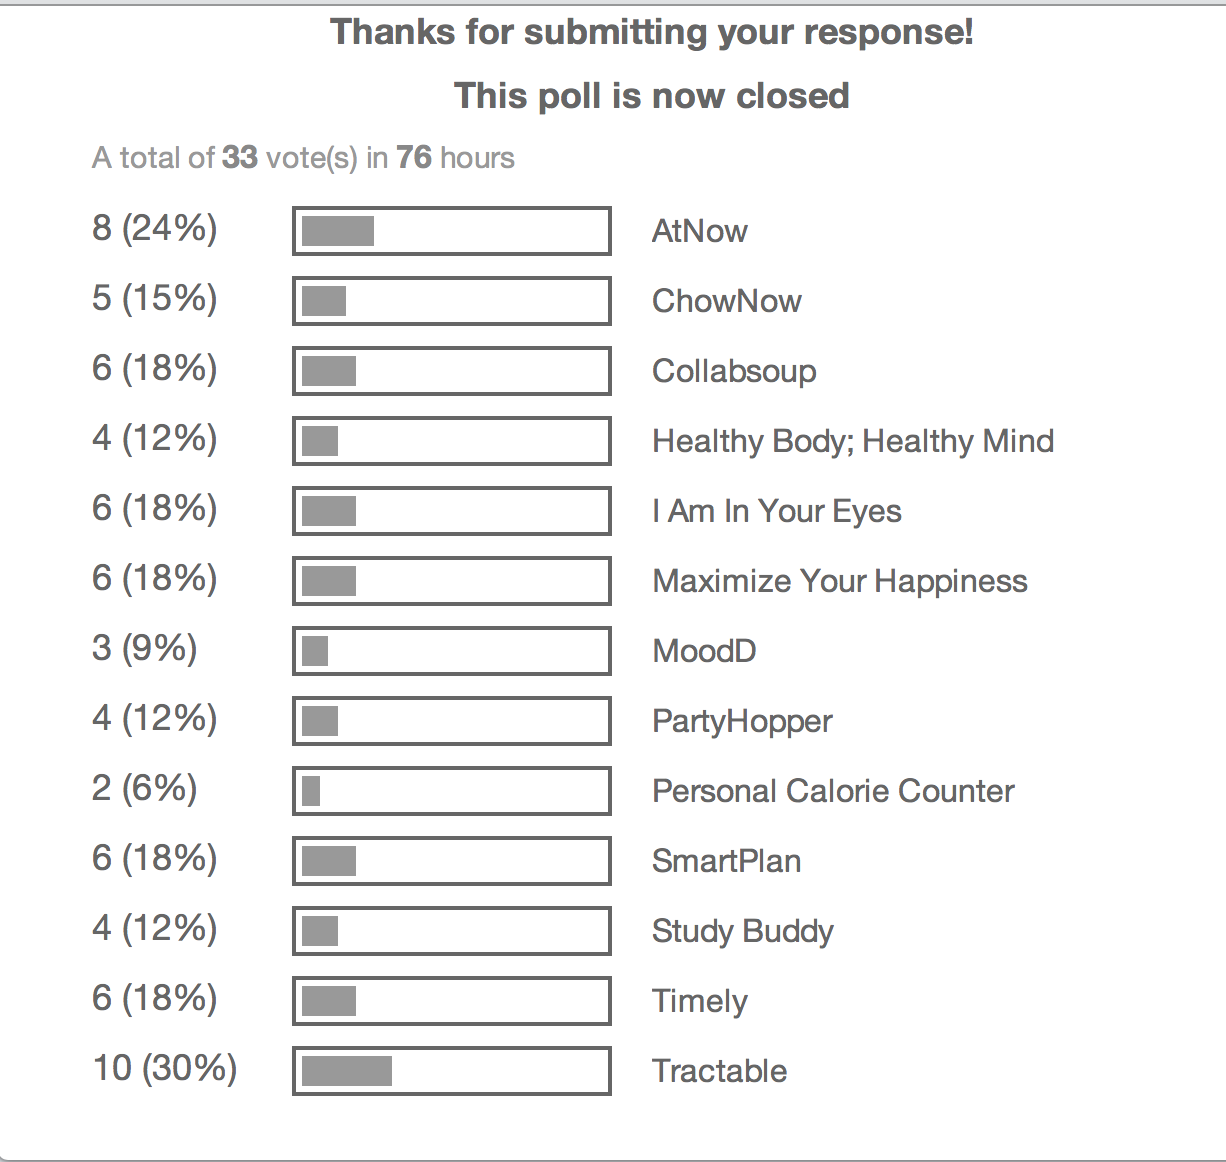 Thanks for submitting your response!
This poll is now closed
A total of 33 vote(s) in 76 hours
8 (24%) AtNow
5 (15%) ChowNow
6 (18%) Collabsoup
4 (12%) Healthy Body; Healthy Mind
6 (18%) I Am In Your Eyes
6 (18%) Maximize Your Happiness
3 (9%) MoodD
4 (12%) PartyHopper
2 (6%) Personal Calorie Counter
6 (18%) SmartPlan
4 (12%) Study Buddy
6 (18%) Timely
10 (30%) Tractable